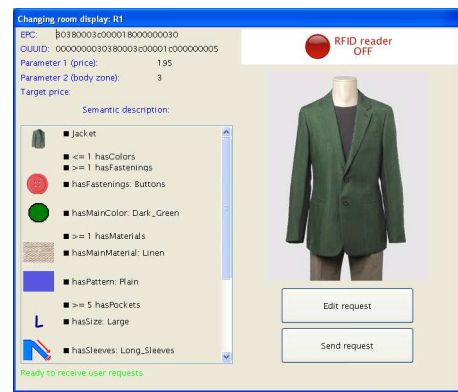 Changing room display: R1
EPC: 30380003c000018000000030
OUUID: 0000000030380003c00001c000000005
Parameter 1 (price): 195
Parameter 2 (body zone): 3
Target price:
Semantic description:
■ Jacket
■ <= 1 hasColors
■ >= 1 hasFastenings
■ hasFastenings: Buttons
■ hasMainColor: Dark_Green
■ >= 1 hasMaterials
■ hasMainMaterial: Linen
■ hasPattern: Plain
■ >= 5 hasPockets
L ■ hasSize: Large
■ hasSleeves: Long_Sleeves
Ready to receive user requests
RFID reader
OFF
Edit request
Send request